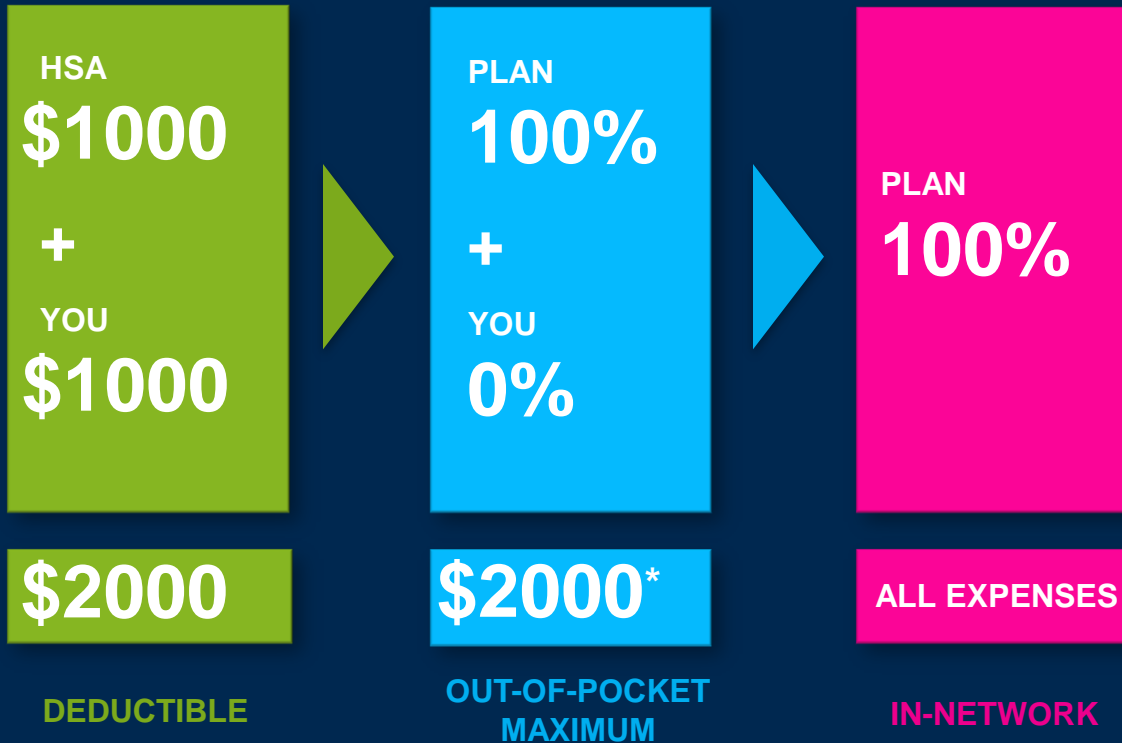 HSA
$1000
+
YOU
$1000
$2000
DEDUCTIBLE
PLAN
100%
+
YOU
0%
$2000*
OUT-OF-POCKET
MAXIMUM
PLAN
100%
ALL EXPENSES
IN-NETWORK